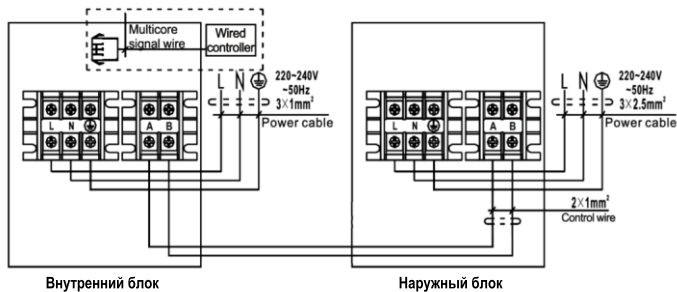 Multicore
signal wire
Wired
controller
L N
220~240V
~50Hz
3×1mm²
Power cable
L N
A B
L N
220~240V
~50Hz
3×2.5mm²
Power cable
L N
A B
2×1mm²
Control wire
Внутренний блок
Наружный блок